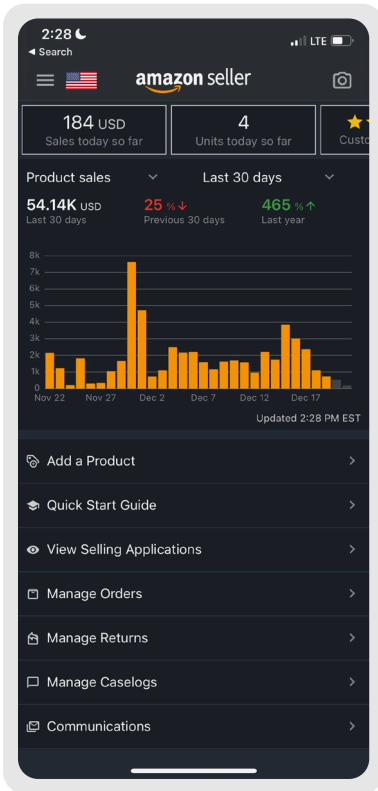 2:28
◄ Search
LTE
amazon seller
184 USD
Sales today so far
4
Units today so far
Custo
Product sales
Last 30 days
54.14K USD
Last 30 days
25 %↓
Previous 30 days
465 %↑
Last year
8k
7k
6k
5k
4k
3k
2k
1k
0
Nov 22 Nov 27 Dec 2 Dec 7 Dec 12 Dec 17
Updated 2:28 PM EST
Add a Product
Quick Start Guide
View Selling Applications
Manage Orders
Manage Returns
Manage Caselogs
Communications